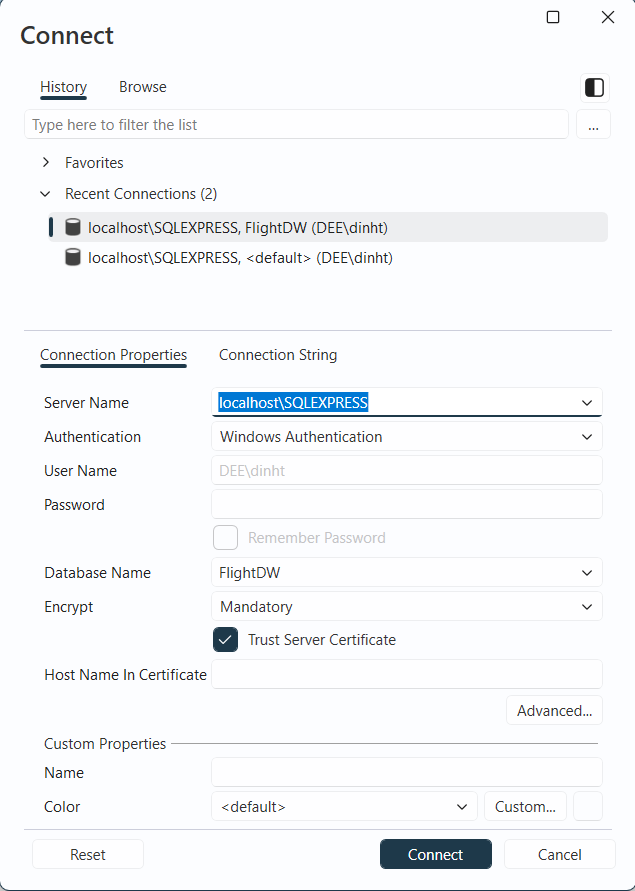 Connect
History Browse
Type here to filter the list ...
Favorites
Recent Connections (2)
localhost\SQLEXPRESS, FlightDW (DEE\dinht)
localhost\SQLEXPRESS, <default> (DEE\dinht)
Connection Properties Connection String
Server Name localhost\SQLEXPRESS
Authentication Windows Authentication
User Name DEE\dinht
Password
Remember Password
Database Name FlightDW
Encrypt Mandatory
Trust Server Certificate
Host Name In Certificate
Advanced...
Custom Properties
Name
Color <default> Custom...
Reset Connect Cancel